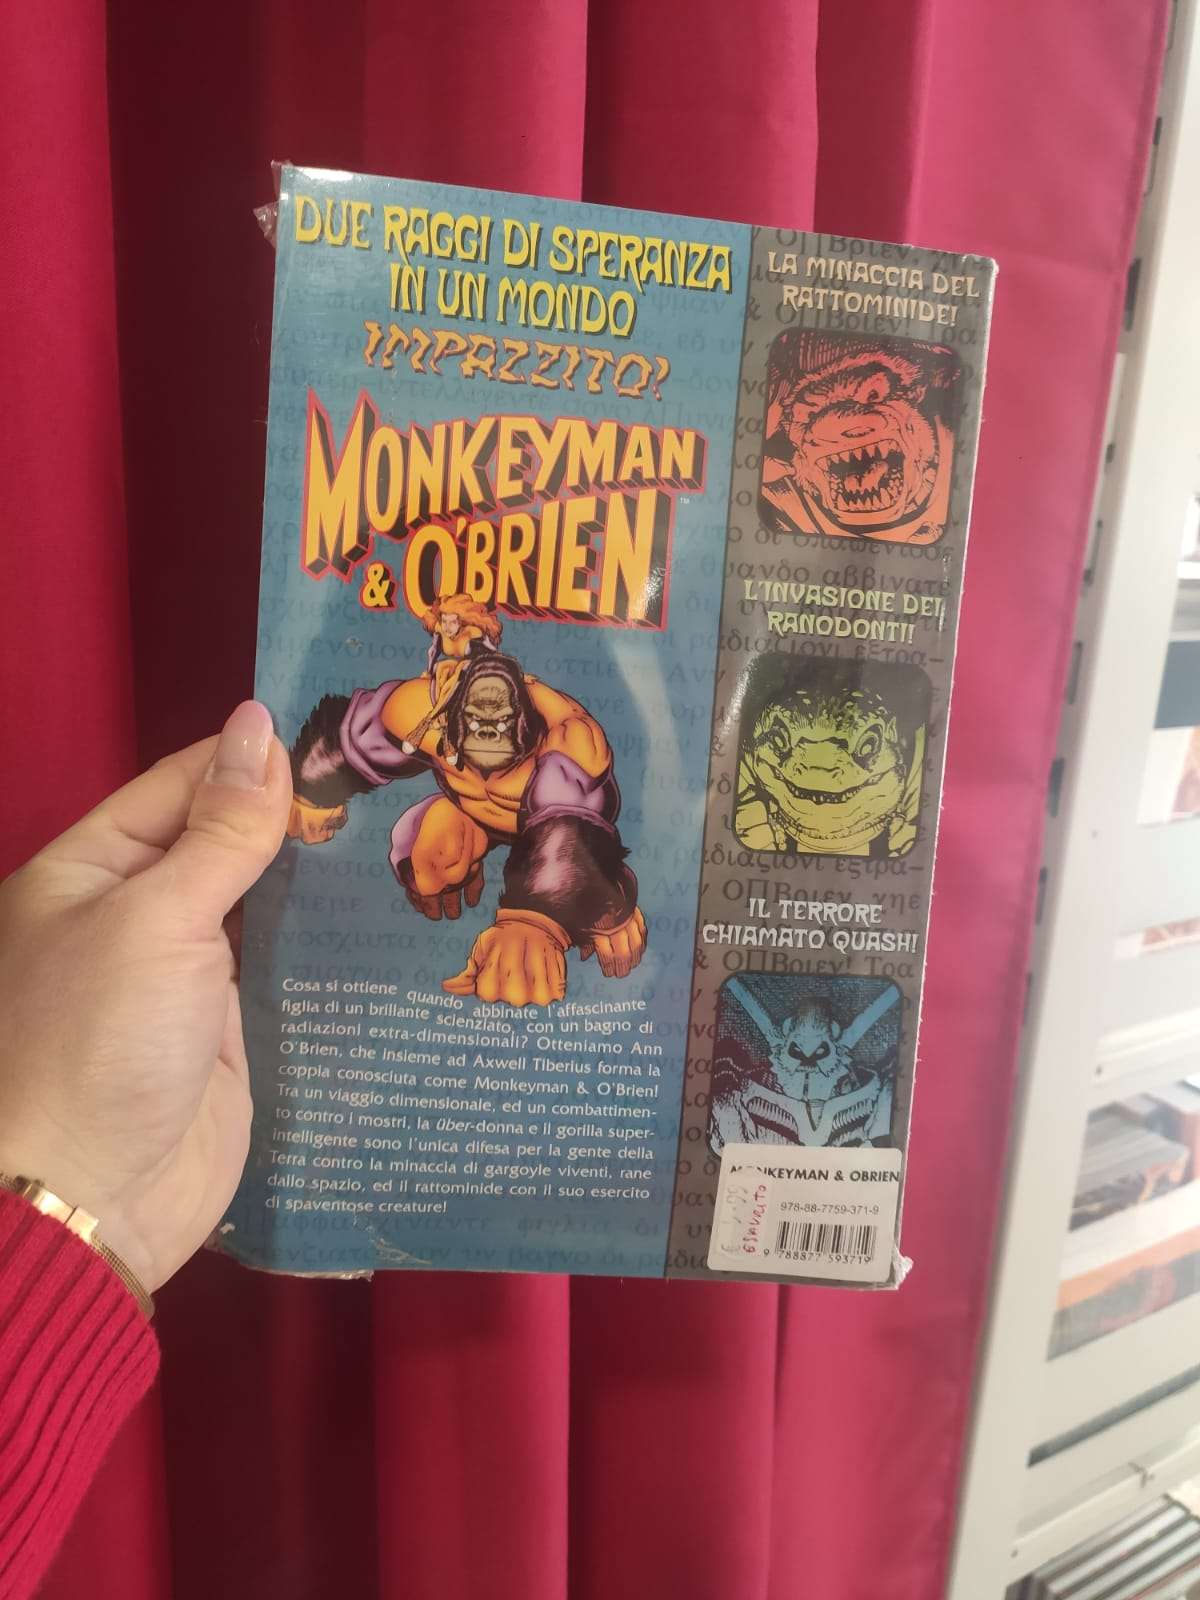 DUE RAGGI DI SPERANZA
IN UN MONDO
IMPAZZITO!
MONKEYMAN
& O'BRIEN
TM
Cosa si ottiene quando abbinate l'affascinante
figlia di un brillante scienziato, con un bagno di
radiazioni extra-dimensionali? Otteniamo Ann
O'Brien, che insieme ad Axwell Tiberius forma la
coppia conosciuta come Monkeyman & O'Brien!
Tra un viaggio dimensionale, ed un combattimen-
to contro i mostri, la über-donna e il gorilla super-
intelligente sono l'unica difesa per la gente della
Terra contro la minaccia di gargoyle viventi, rane
dallo spazio, ed il rattominide con il suo esercito
di spaventose creature!
LA MINACCIA DEL
RATTOMINIDE!
L'INVASIONE DEI
RANODONTI!
IL TERRORE
CHIAMATO QUASH!
MONKEYMAN & OBRIEN
978-88-7759-371-9
ESAURITO
9 788877 593719